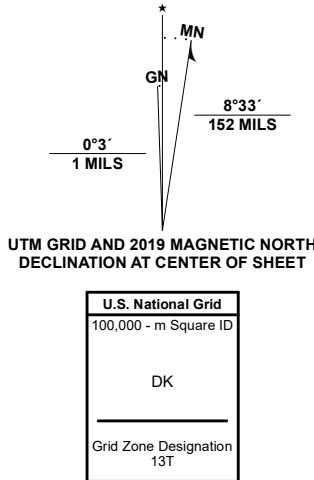 ★
MN
GN
8°33´
152 MILS
0°3´
1 MILS
UTM GRID AND 2019 MAGNETIC NORTH
DECLINATION AT CENTER OF SHEET
U.S. National Grid
100,000 - m Square ID
DK
Grid Zone Designation
13T